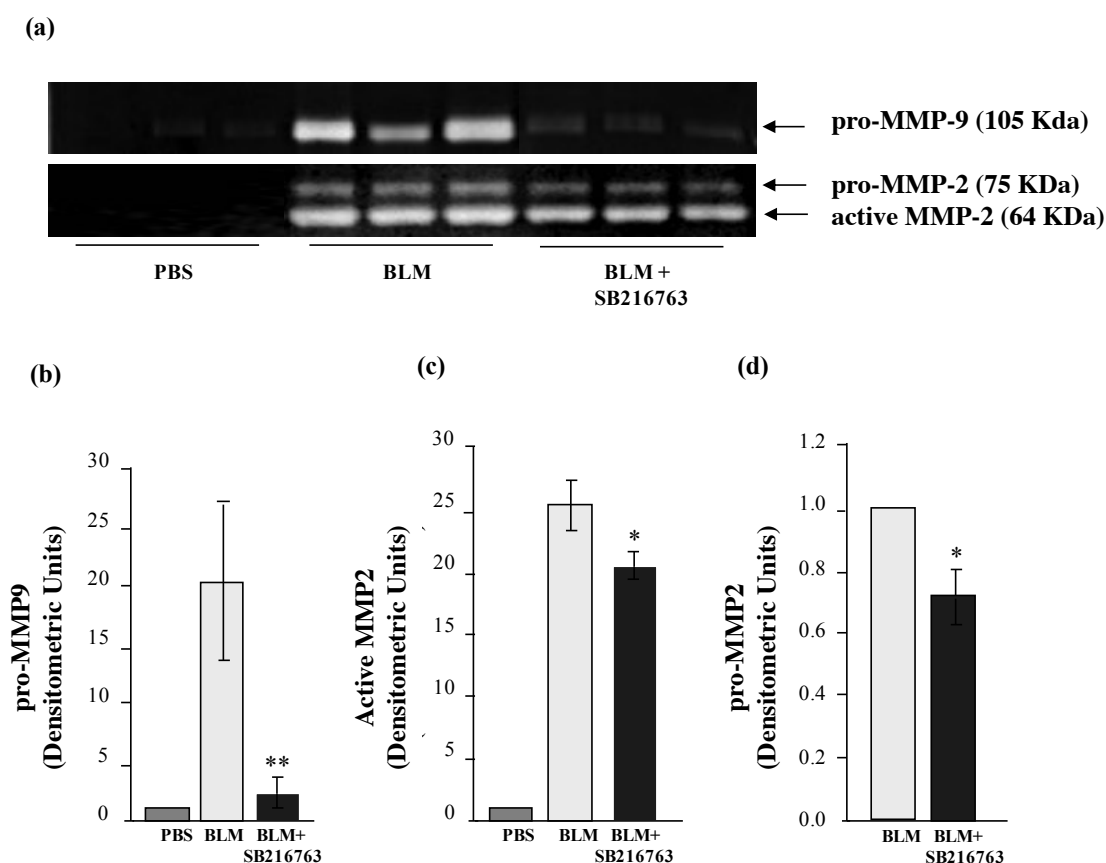 (a)
pro-MMP-9 (105 Kda)
pro-MMP-2 (75 KDa)
active MMP-2 (64 KDa)
PBS
BLM
BLM +
SB216763
(b)
pro-MMP9
(Densitometric Units)
30
25
20
15
10
5
0
**
PBS
BLM
BLM+
SB216763
(c)
Active MMP2
(Densitometric Units)
30
25
20
15
10
5
0
*
PBS
BLM
BLM+
SB216763
(d)
pro-MMP2
(Densitometric Units)
1.2
1.0
0.8
0.6
0.4
0.2
0.0
*
BLM
BLM+
SB216763